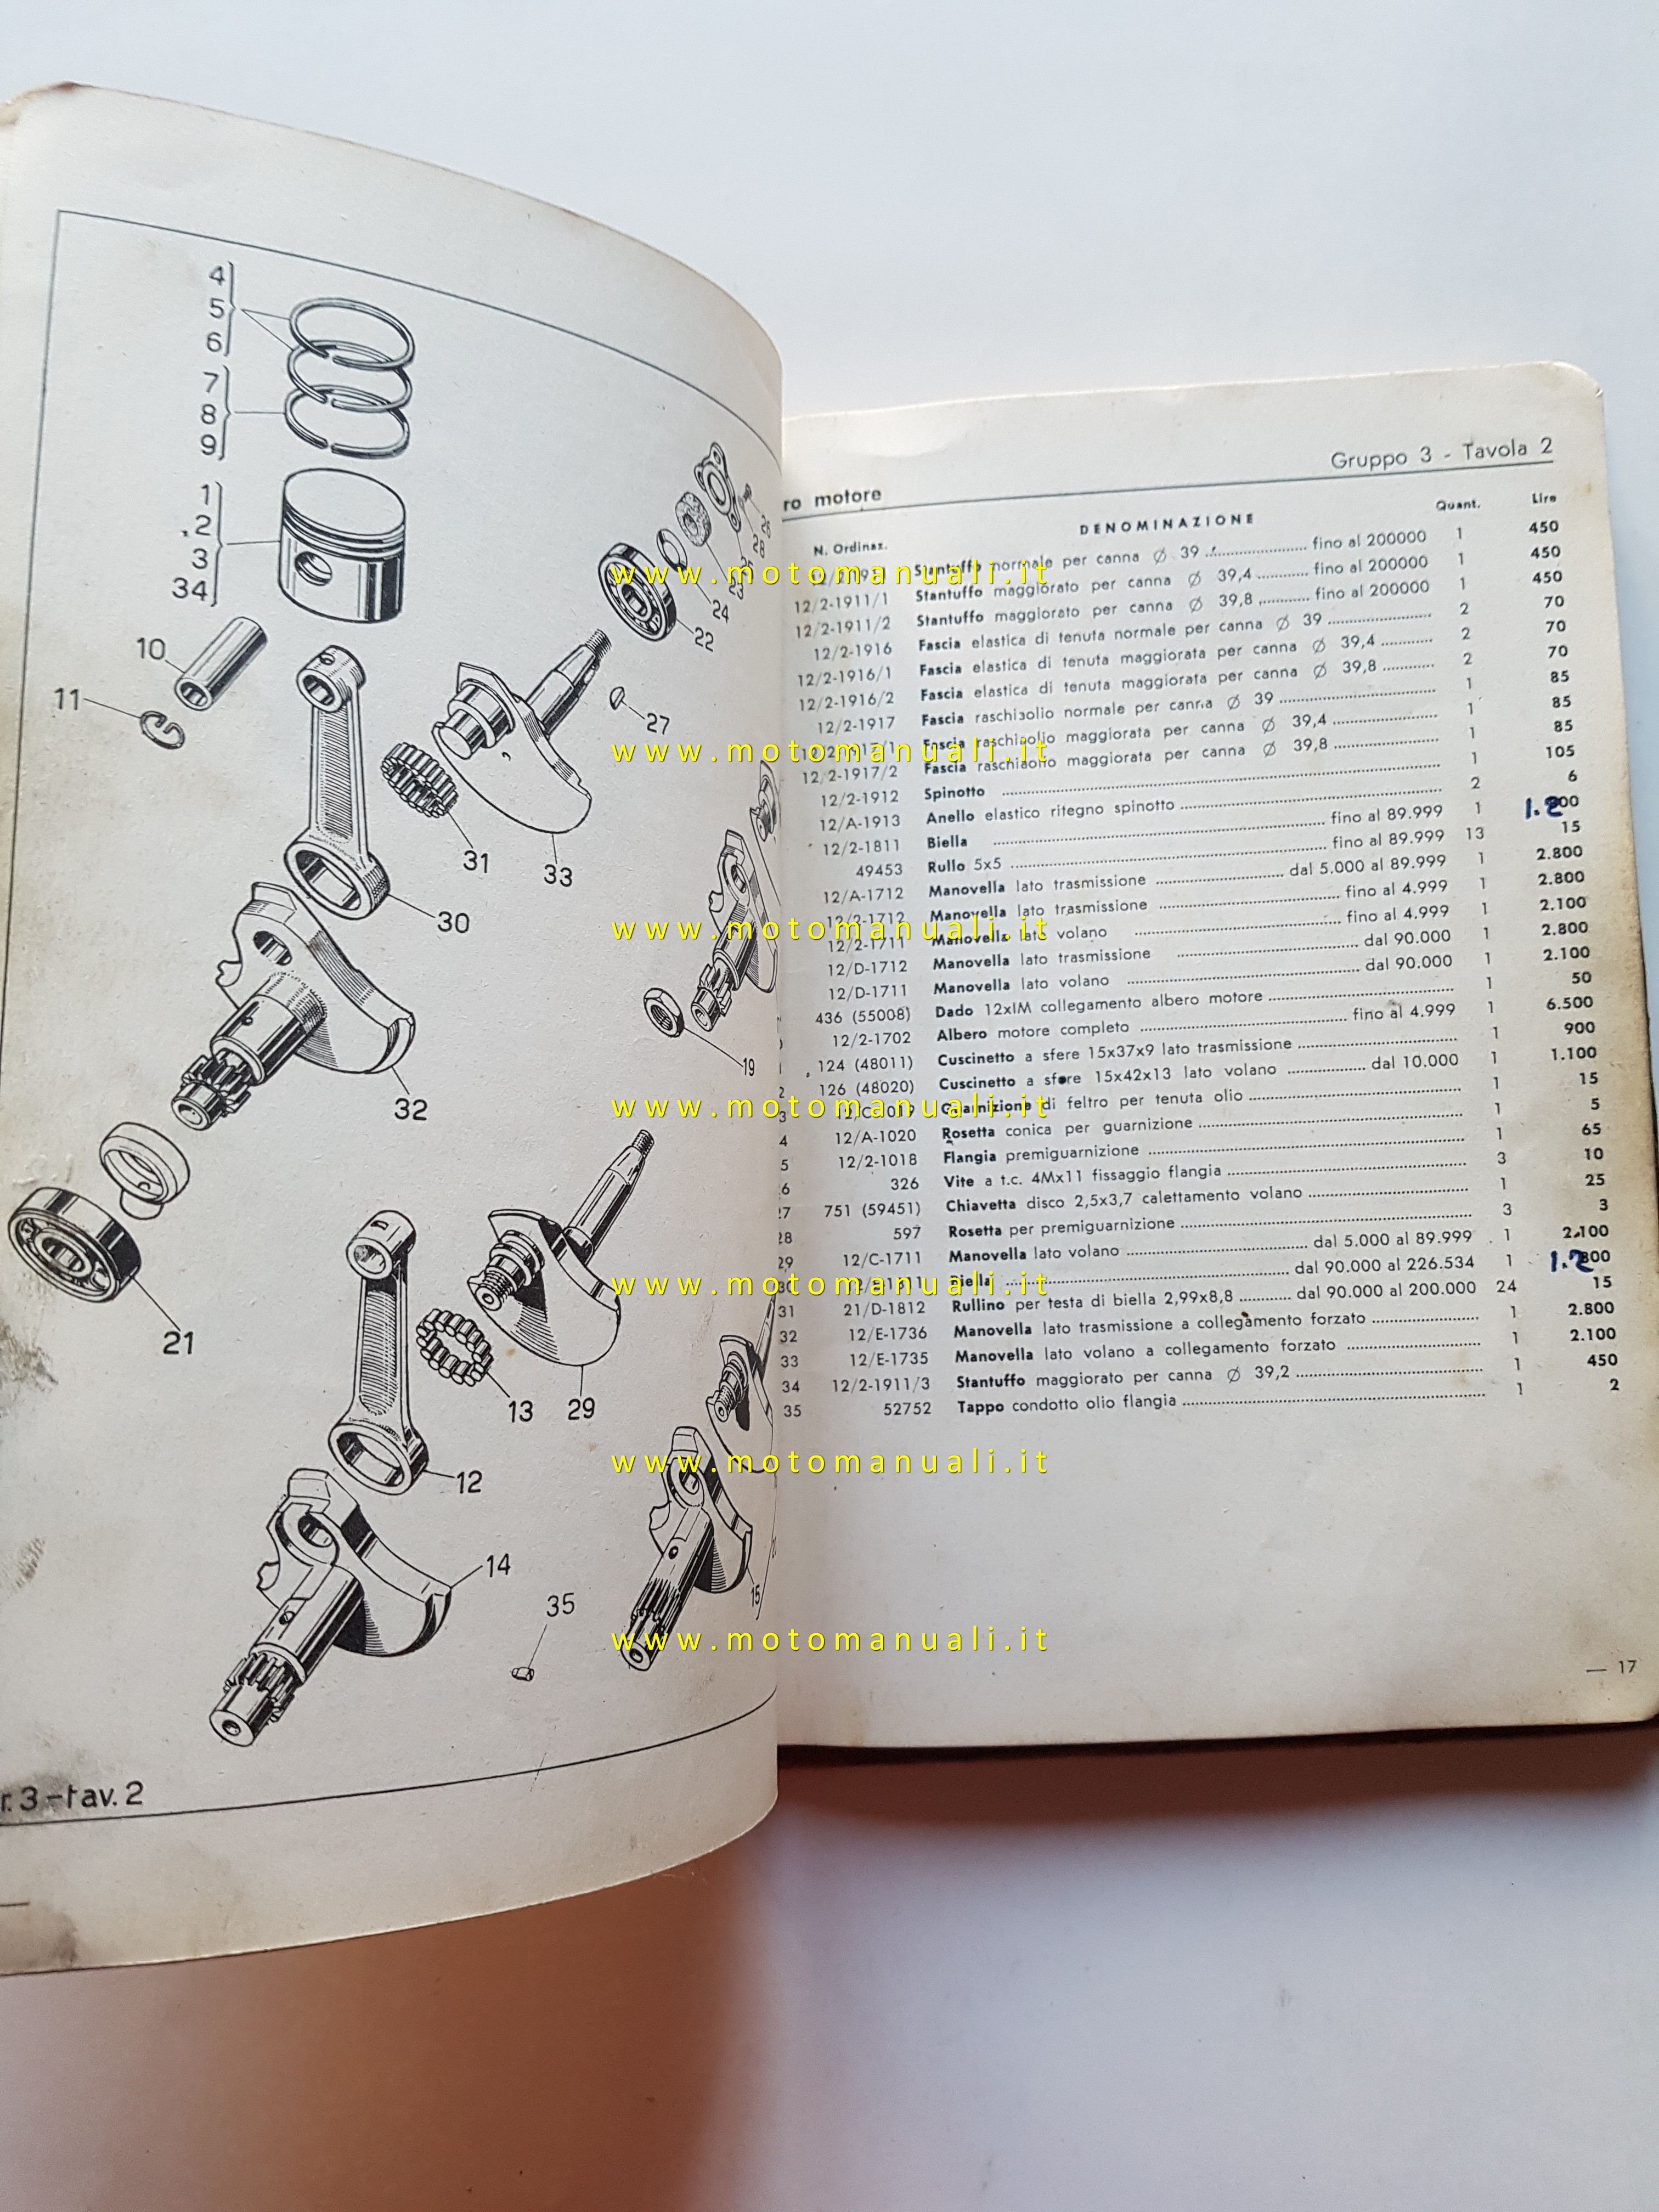 4
5
6
7
8
9
1
2
3
34
10
11
31
33
30
32
21
27
22
24
23
19
13
29
12
14
35
15
r. 3 – tav. 2
Gruppo 3 - Tavola 2
ro motore
N. Ordinaz. DENOMINAZIONE Quant. Lire
Stantuffo normale per canna Ø 39 fino al 200000 1 450
12/2-1911/1 Stantuffo maggiorato per canna Ø 39,4 fino al 200000 1 450
12/2-1911/2 Stantuffo maggiorato per canna Ø 39,8 fino al 200000 1 450
12/2-1916 Fascia elastica di tenuta normale per canna Ø 39 2 70
12/2-1916/1 Fascia elastica di tenuta maggiorata per canna Ø 39,4 2 70
12/2-1916/2 Fascia elastica di tenuta maggiorata per canna Ø 39,8 2 70
12/2-1917 Fascia raschiaolio normale per canna Ø 39 1 85
12/2-1917/1 Fascia raschiaolio maggiorata per canna Ø 39,4 1 85
12/2-1917/2 Fascia raschiaolio maggiorata per canna Ø 39,8 1 85
12/2-1912 Spinotto 1 105
12/A-1913 Anello elastico ritegno spinotto 2 6
12/2-1811 Biella fino al 89.999 1 1.2 00
49453 Rullo 5x5 fino al 89.999 13 15
12/A-1712 Manovella lato trasmissione dal 5.000 al 89.999 1 2.800
12/2-1712 Manovella lato trasmissione fino al 4.999 1 2.800
12/2-1711 Manovella lato volano fino al 4.999 1 2.100
12/D-1712 Manovella lato trasmissione dal 90.000 1 2.800
12/D-1711 Manovella lato volano dal 90.000 1 2.100
436 (55008) Dado 12xIM collegamento albero motore 1 50
12/2-1702 Albero motore completo fino al 4.999 1 6.500
124 (48011) Cuscinetto a sfere 15x37x9 lato trasmissione 1 900
2 126 (48020) Cuscinetto a sfere 15x42x13 lato volano dal 10.000 1 1.100
3 Guarnizione di feltro per tenuta olio 1 15
4 12/A-1020 Rosetta conica per guarnizione 1 5
5 12/2-1018 Flangia premiguarnizione 1 65
6 326 Vite a t.c. 4Mx11 fissaggio flangia 3 10
27 751 (59451) Chiavetta disco 2,5x3,7 calettamento volano 1 25
28 597 Rosetta per premiguarnizione 3 3
29 12/C-1711 Manovella lato volano dal 5.000 al 89.999 1 2.100
30 Biella dal 90.000 al 226.534 1 1.2 00
31 21/D-1812 Rullino per testa di biella 2,99x8,8 dal 90.000 al 200.000 24 15
32 12/E-1736 Manovella lato trasmissione a collegamento forzato 1 2.800
33 12/E-1735 Manovella lato volano a collegamento forzato 1 2.100
34 12/2-1911/3 Stantuffo maggiorato per canna Ø 39,2 1 450
35 52752 Tappo condotto olio flangia 1 2
— 17
www.motomanuali.it
www.motomanuali.it
www.motomanuali.it
www.motomanuali.it
www.motomanuali.it
www.motomanuali.it
www.motomanuali.it